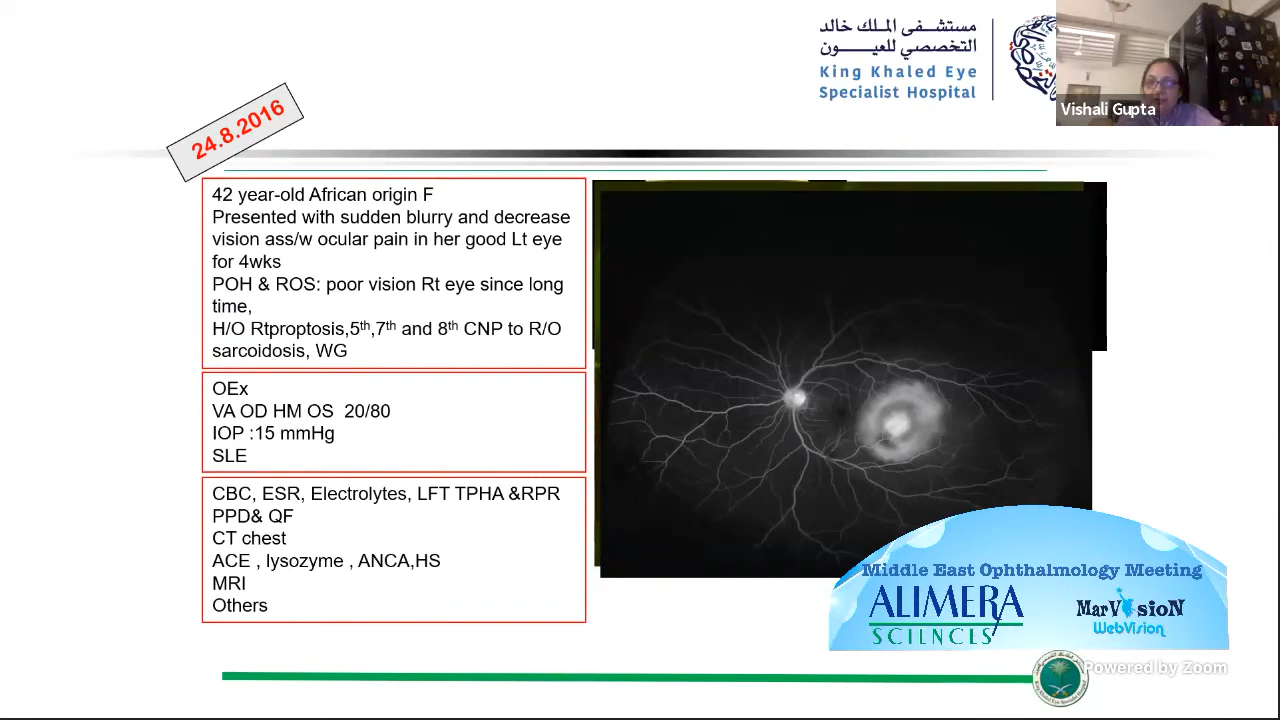 مستشفى الملك خالد
التخصصي للعيون
King Khaled Eye
Specialist Hospital
Vishali Gupta
24.8.2016
42 year-old African origin F
Presented with sudden blurry and decrease
vision ass/w ocular pain in her good Lt eye
for 4wks
POH & ROS: poor vision Rt eye since long
time,
H/O Rtproptosis,5th,7th and 8th CNP to R/O
sarcoidosis, WG
OEx
VA OD HM OS 20/80
IOP :15 mmHg
SLE
CBC, ESR, Electrolytes, LFT TPHA &RPR
PPD& QF
CT chest
ACE , lysozyme , ANCA,HS
MRI
Others
Middle East Ophthalmology Meeting
ALIMERA
SCIENCES
MarVisioN
WebVision
Powered by Zoom